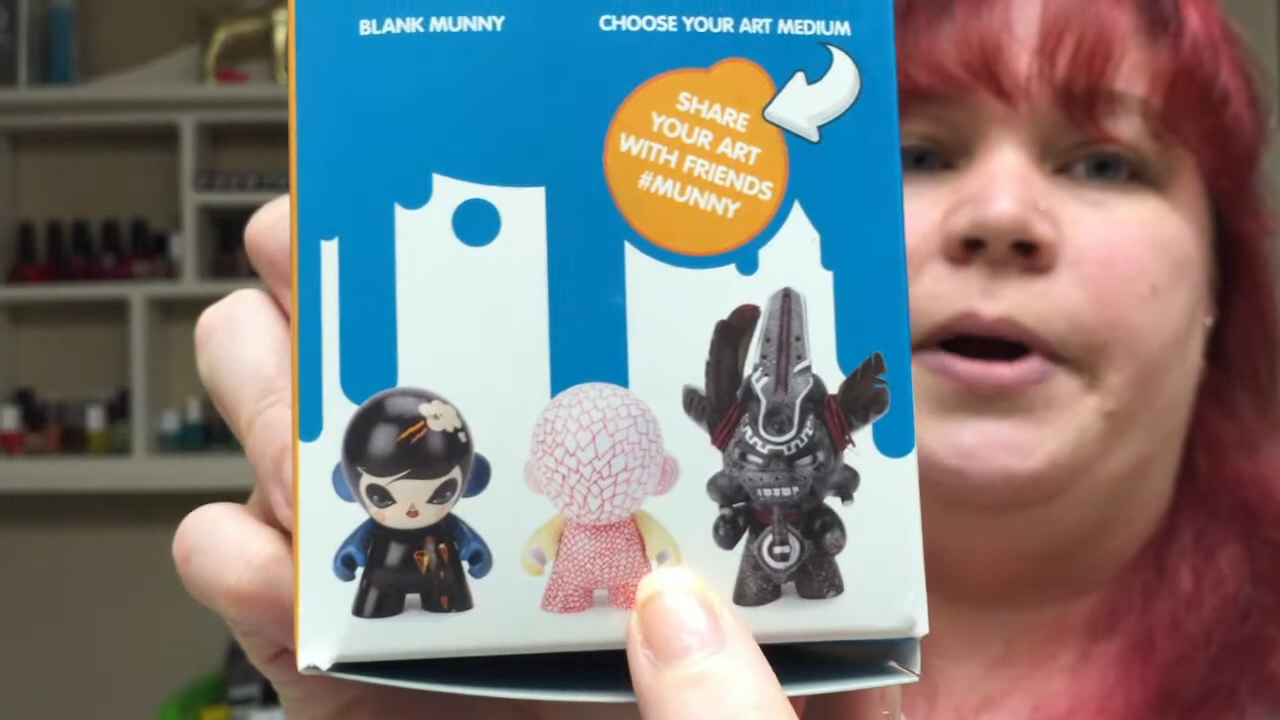 BLANK MUNNY
CHOOSE YOUR ART MEDIUM
SHARE
YOUR ART
WITH FRIENDS
#MUNNY